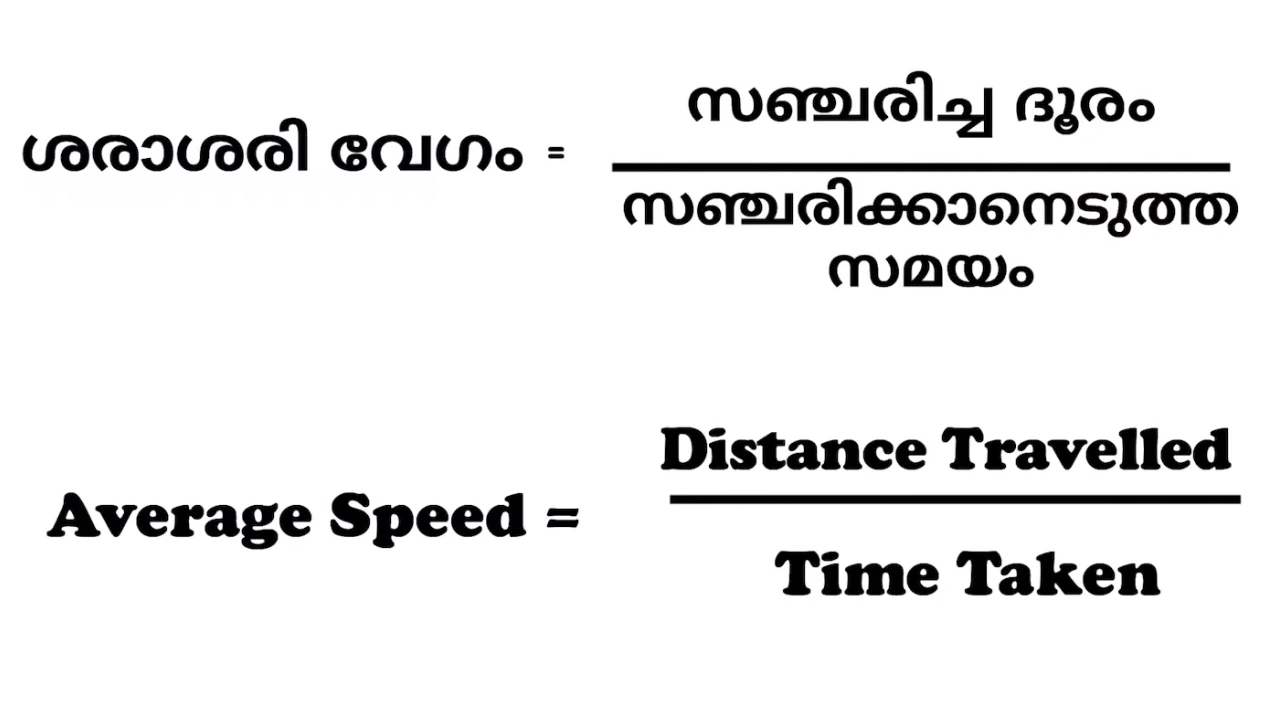 സഞ്ചരിച്ച ദൂരം
ശരാശരി വേഗം =
സഞ്ചരിക്കാനെടുത്ത
സമയം
Distance Travelled
Average Speed =
Time Taken